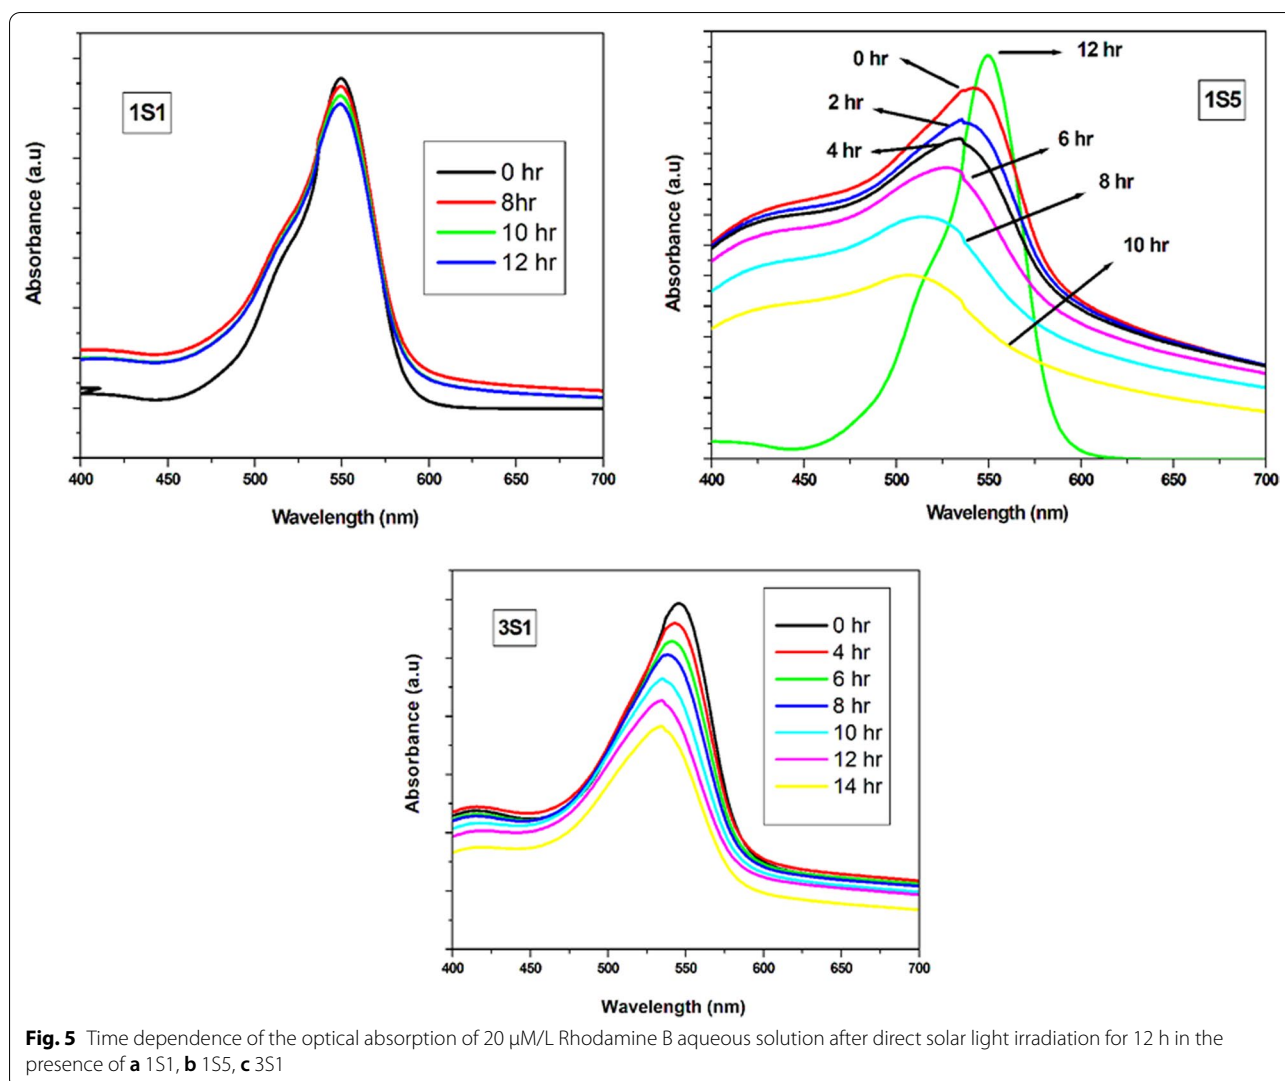 1S1
0 hr
8hr
10 hr
12 hr
Absorbance (a.u)
400 450 500 550 600 650 700
Wavelength (nm)
12 hr
0 hr
1S5
2 hr
4 hr
6 hr
8 hr
10 hr
Absorbance (a.u)
400 450 500 550 600 650 700
Wavelength (nm)
3S1
0 hr
4 hr
6 hr
8 hr
10 hr
12 hr
14 hr
Absorbance (a.u)
400 450 500 550 600 650 700
Wavelength (nm)
Fig. 5 Time dependence of the optical absorption of 20 μM/L Rhodamine B aqueous solution after direct solar light irradiation for 12 h in the
presence of a 1S1, b 1S5, c 3S1